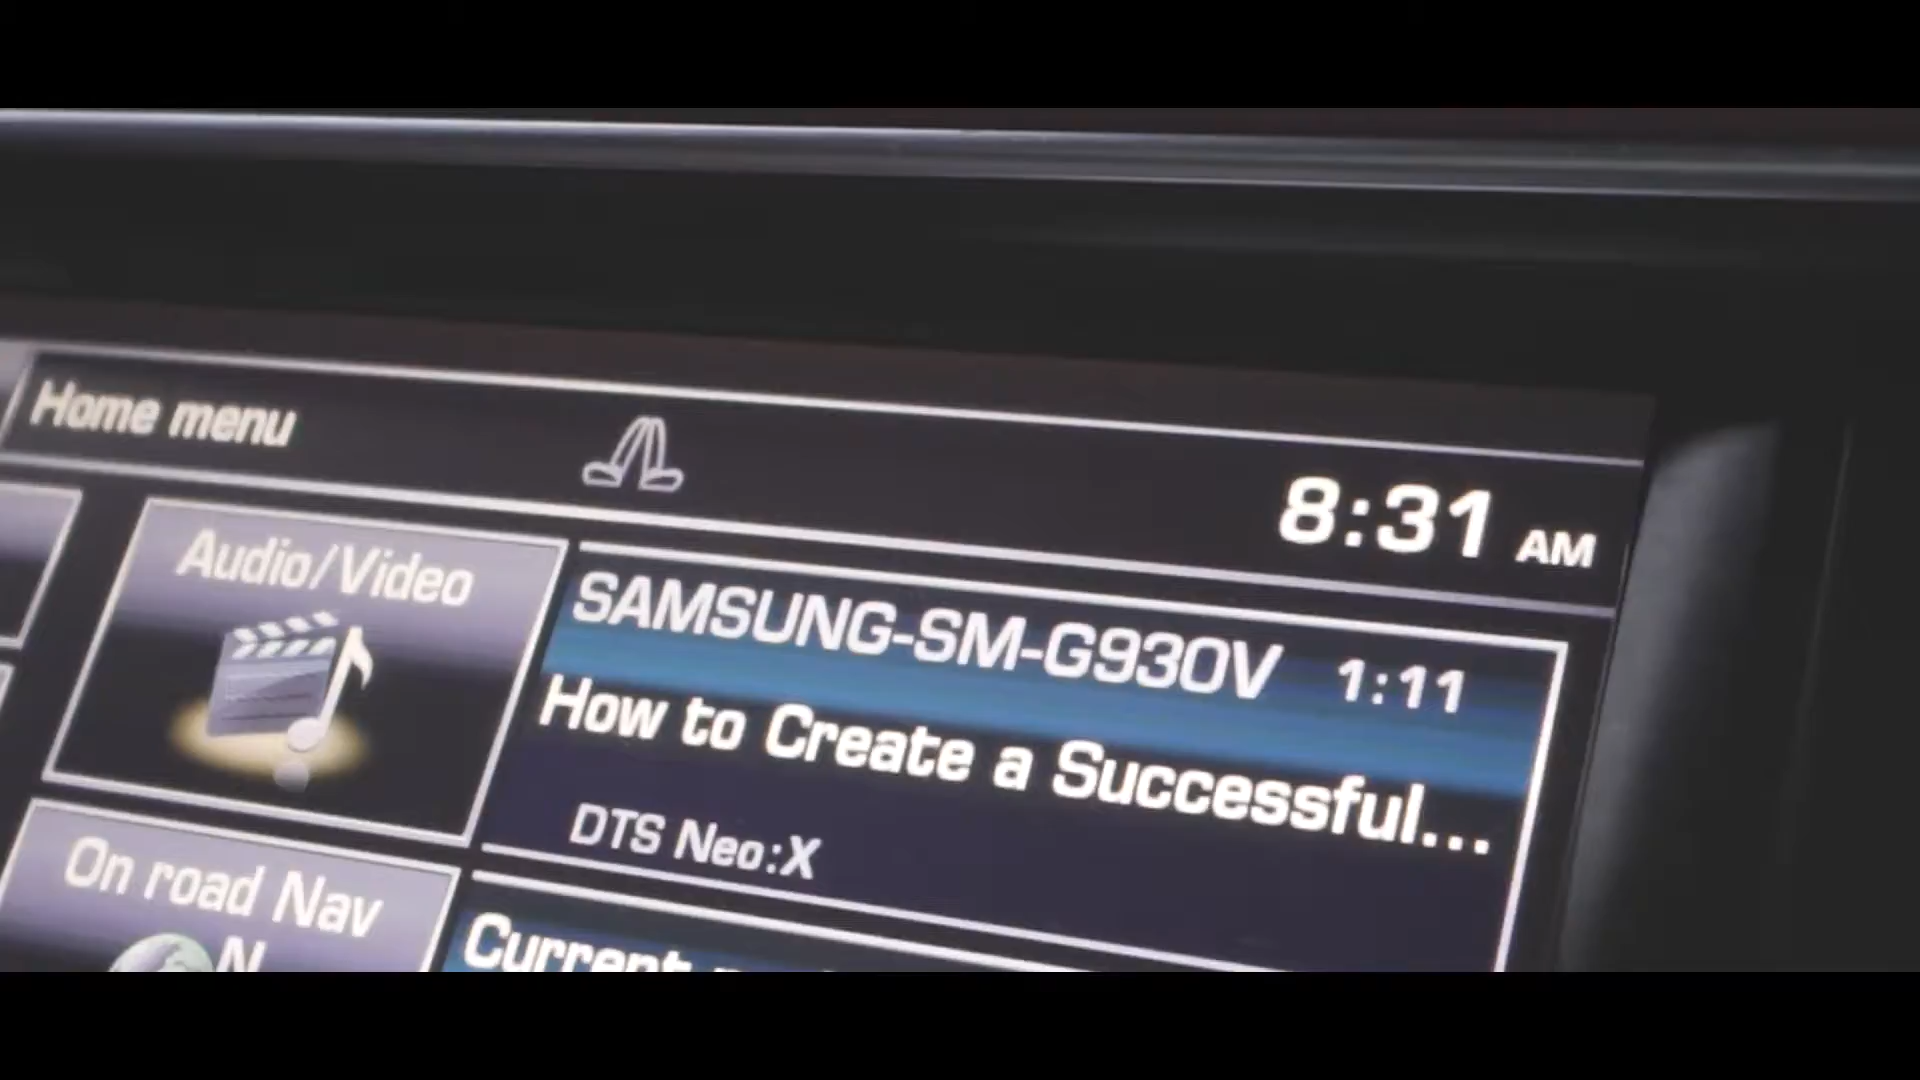 Home menu
8:31 AM
Audio/Video
SAMSUNG-SM-G930V 1:11
How to Create a Successful...
DTS Neo:X
On road Nav
N
Current